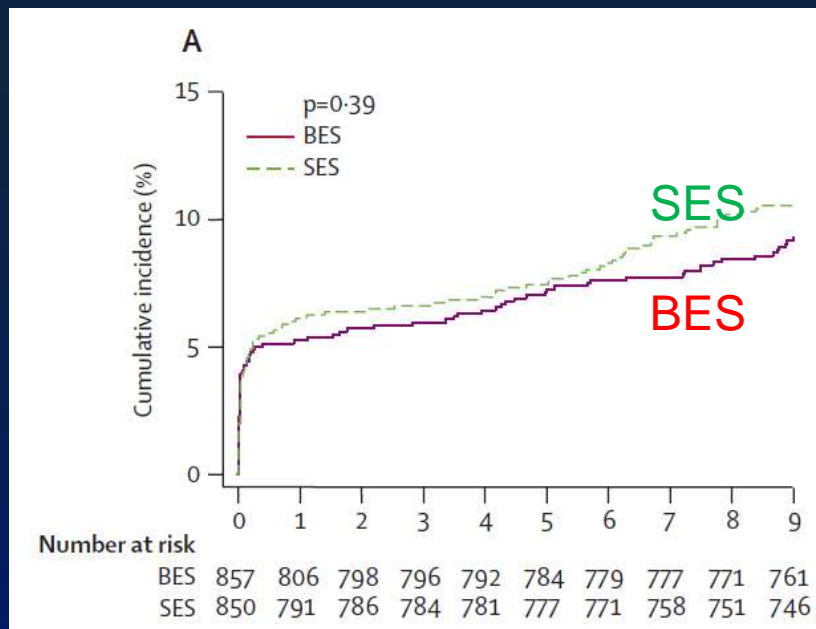 A
15
p=0·39
BES
SES
10
5
0
Cumulative incidence (%)
SES
BES
0 1 2 3 4 5 6 7 8 9
Number at risk
BES 857 806 798 796 792 784 779 777 771 761
SES 850 791 786 784 781 777 771 758 751 746